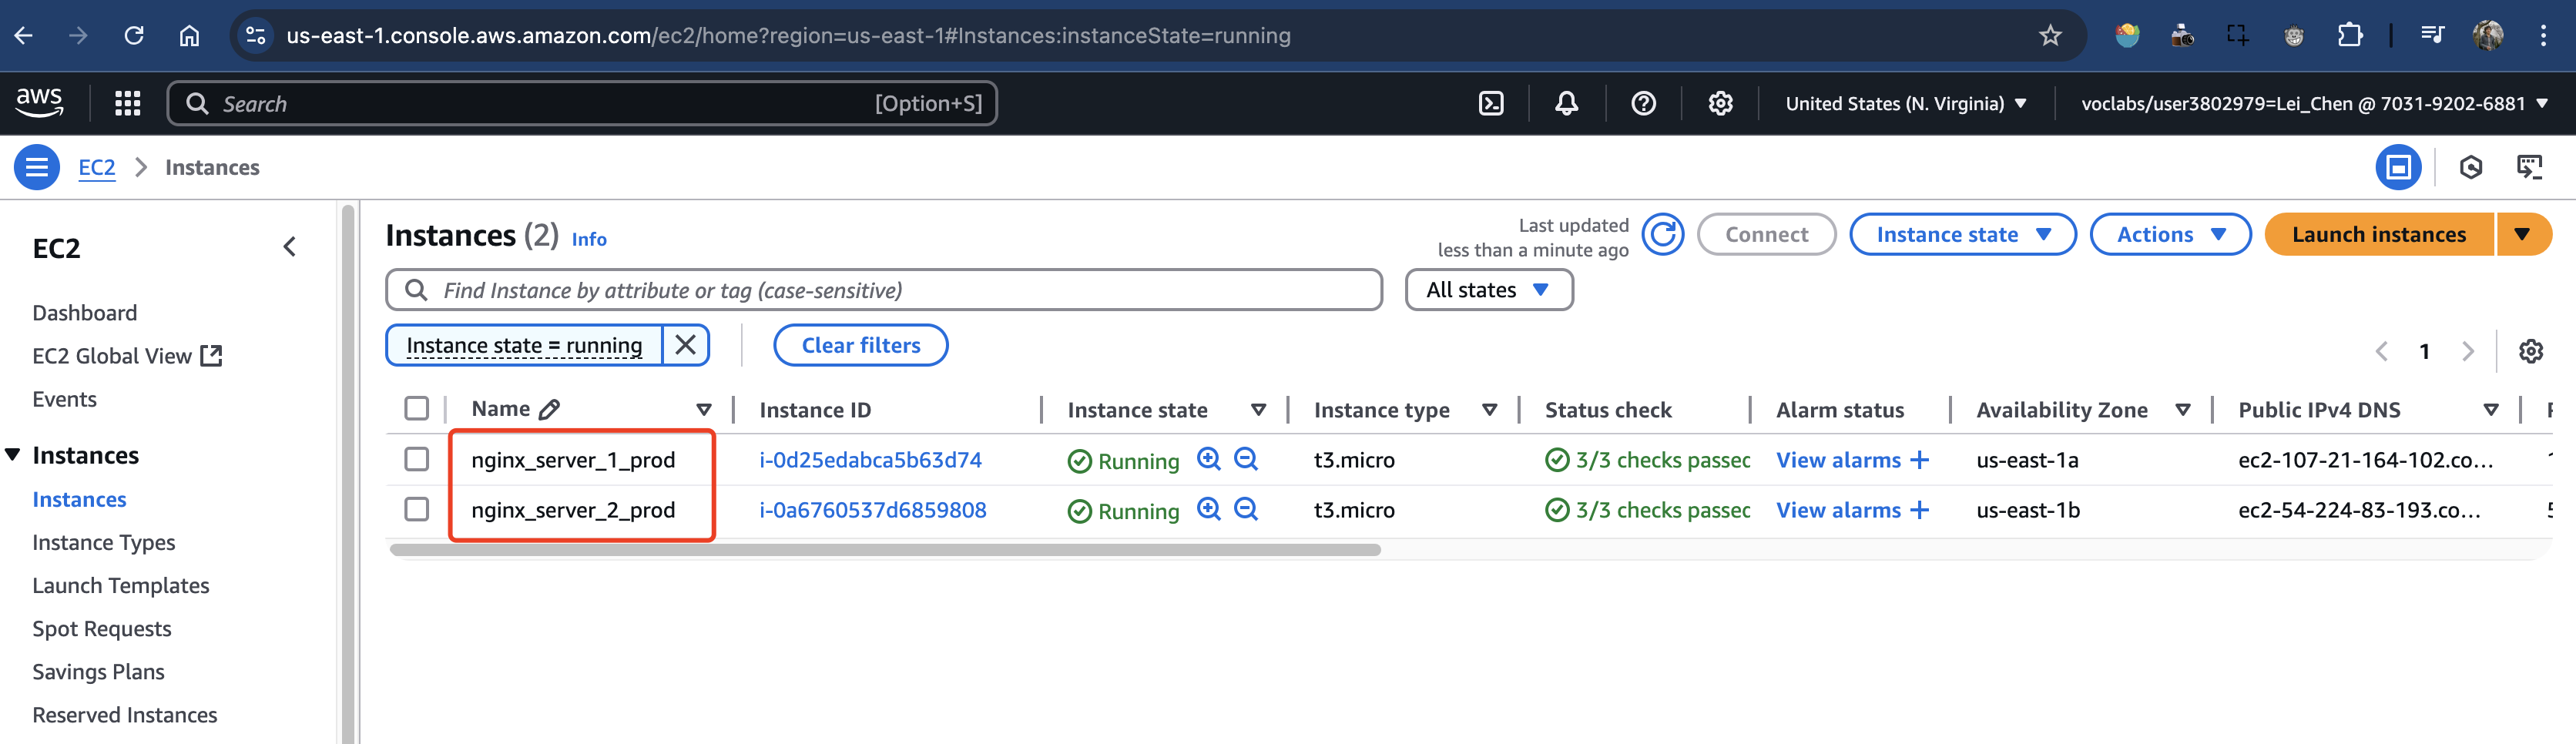 us-east-1.console.aws.amazon.com/ec2/home?region=us-east-1#Instances:instanceState=running
aws Search [Option+S] United States (N. Virginia) voclabs/user3802979=Lei_Chen @ 7031-9202-6881
EC2 Instances
EC2
Dashboard
EC2 Global View
Events
Instances
Instances
Instance Types
Launch Templates
Spot Requests
Savings Plans
Reserved Instances
Instances (2) Info
Last updated
less than a minute ago
Connect Instance state Actions Launch instances
Find Instance by attribute or tag (case-sensitive) All states
Instance state = running Clear filters 1
Name Instance ID Instance state Instance type Status check Alarm status Availability Zone Public IPv4 DNS
nginx_server_1_prod i-0d25edabca5b63d74 Running t3.micro 3/3 checks passec View alarms + us-east-1a ec2-107-21-164-102.co...
nginx_server_2_prod i-0a6760537d6859808 Running t3.micro 3/3 checks passec View alarms + us-east-1b ec2-54-224-83-193.co...